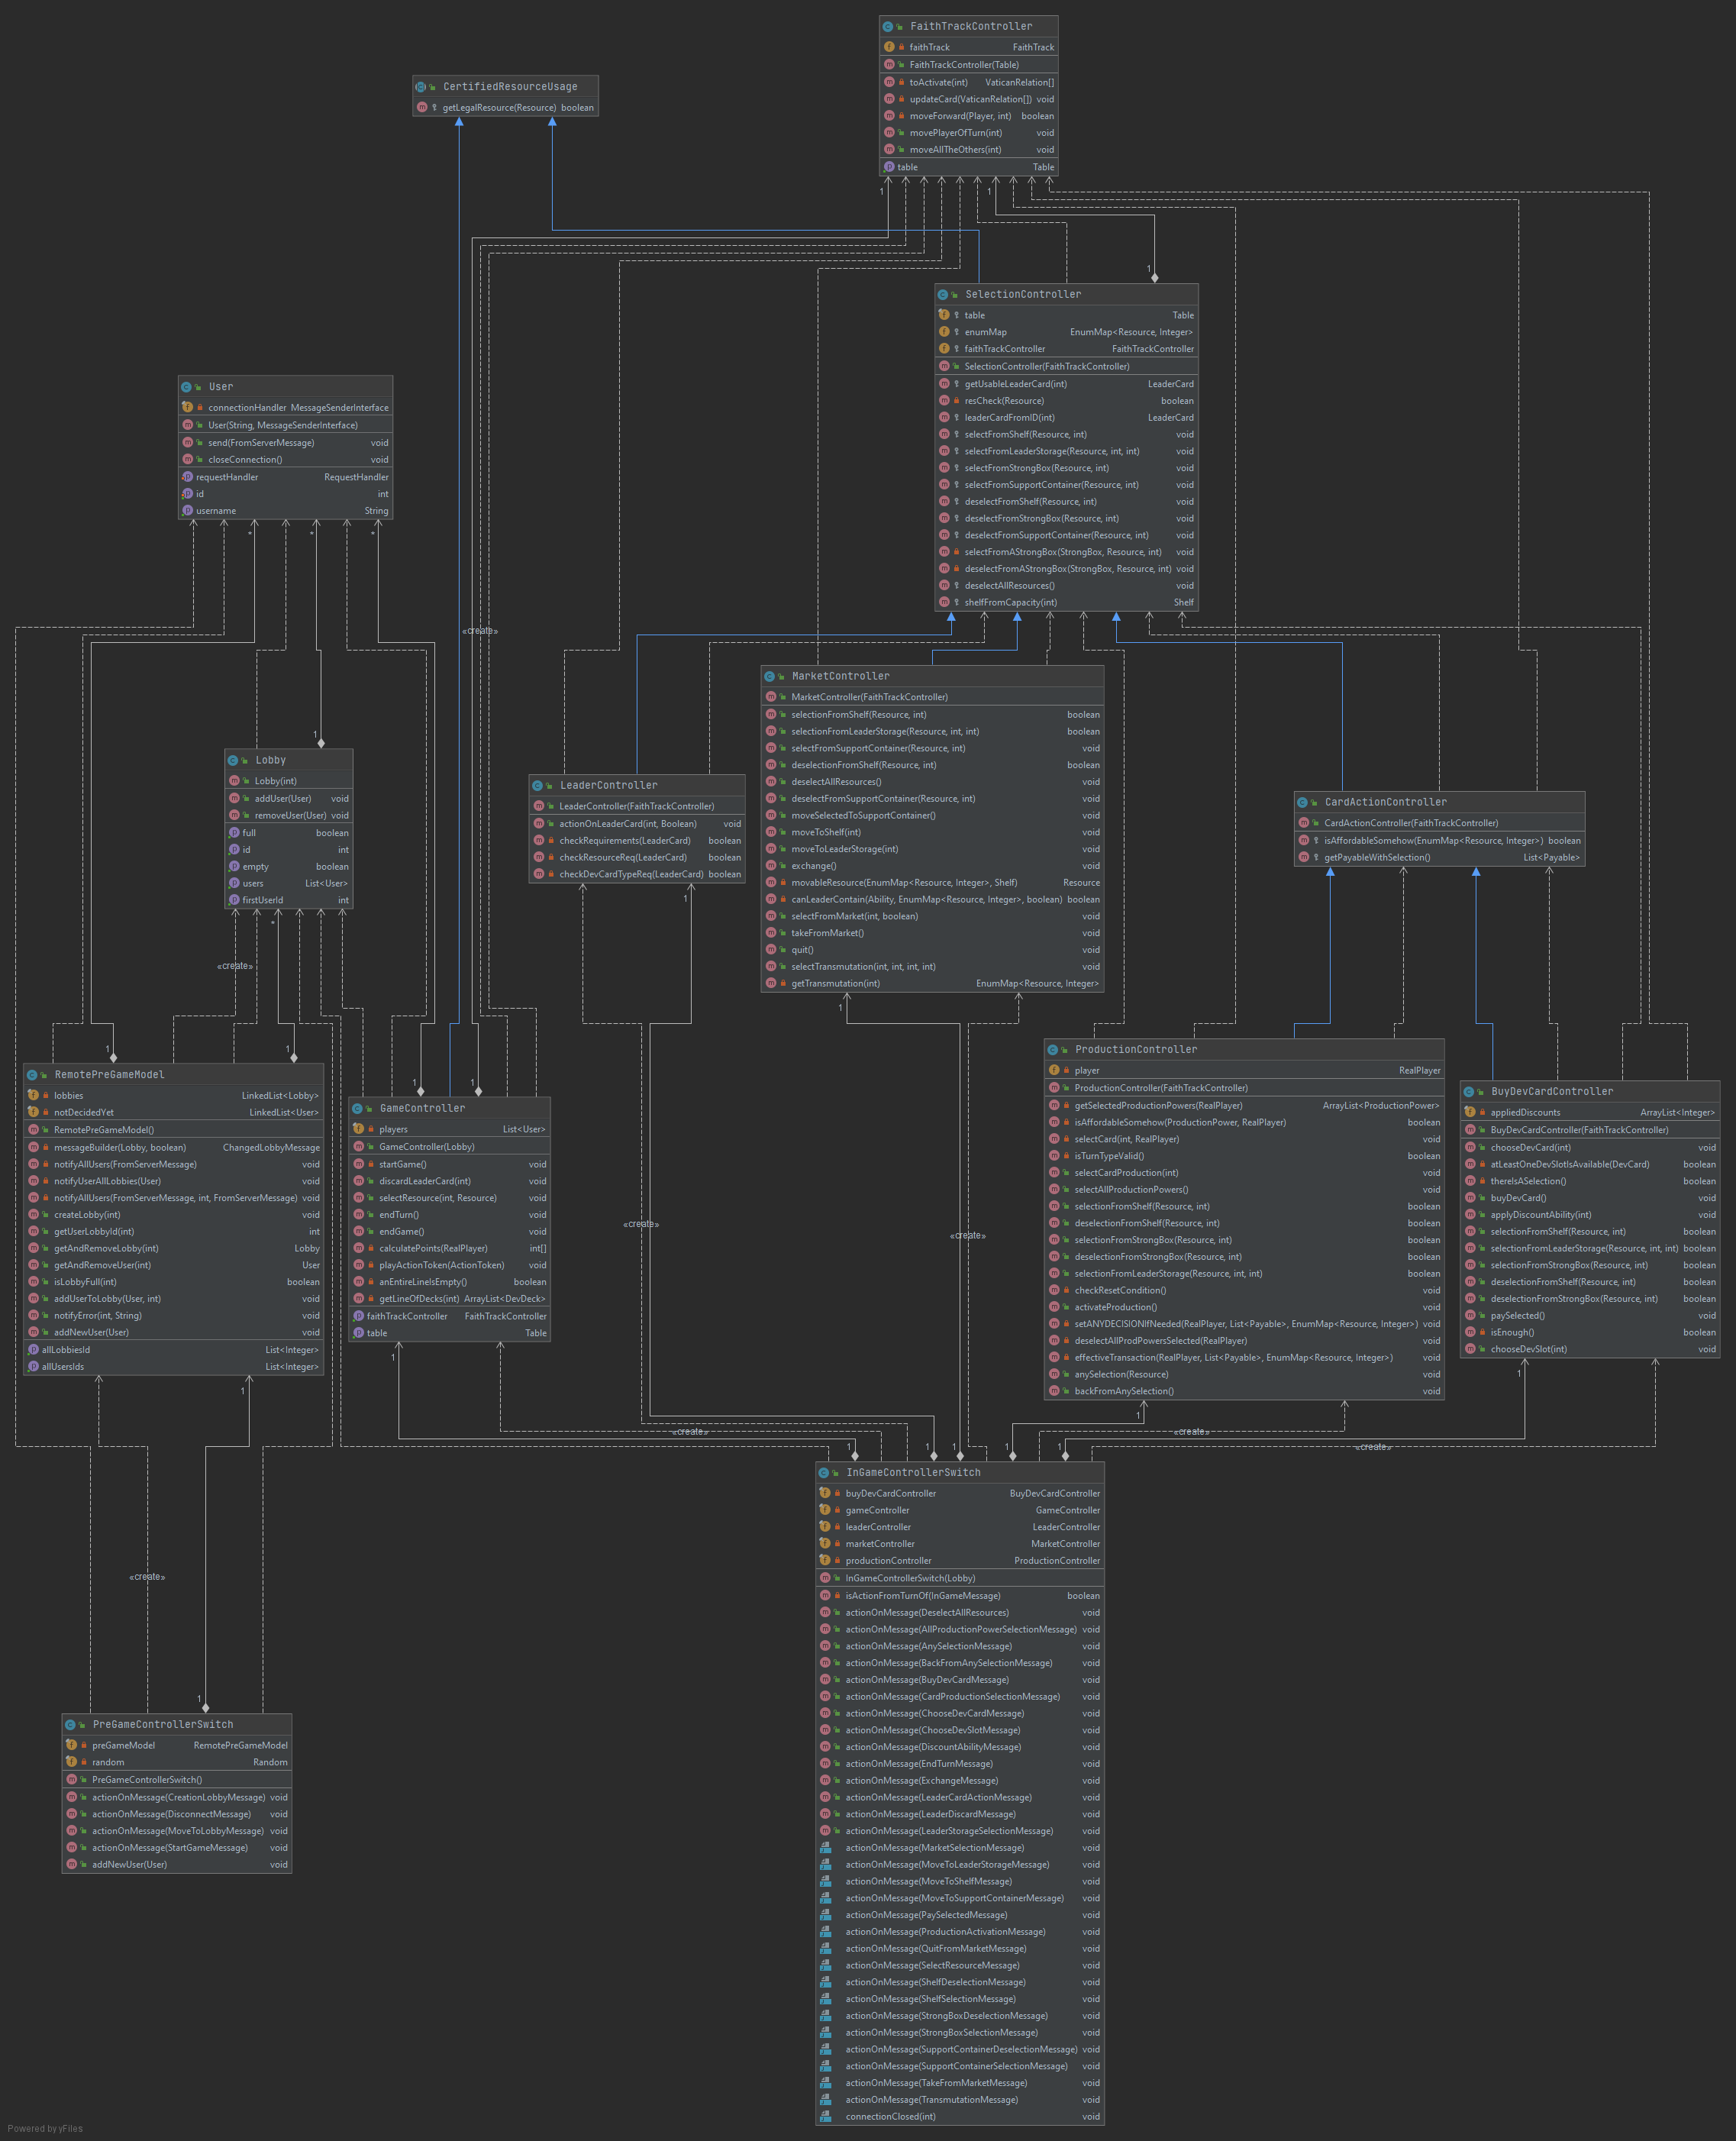 FaithTrackController
faithTrack FaithTrack
FaithTrackController(Table)
toActivate(int) VaticanRelation[]
updateCard(VaticanRelation[]) void
moveForward(Player, int) boolean
movePlayerOfTurn(int) void
moveAllTheOthers(int) void
table Table
CertifiedResourceUsage
getLegalResource(Resource) boolean
1
1
1
SelectionController
table Table
enumMap EnumMap<Resource, Integer>
faithTrackController FaithTrackController
SelectionController(FaithTrackController)
getUsableLeaderCard(int) LeaderCard
resCheck(Resource) boolean
leaderCardFromID(int) LeaderCard
selectFromShelf(Resource, int) void
selectFromLeaderStorage(Resource, int, int) void
selectFromStrongBox(Resource, int) void
selectFromSupportContainer(Resource, int) void
deselectFromShelf(Resource, int) void
deselectFromStrongBox(Resource, int) void
deselectFromSupportContainer(Resource, int) void
selectFromAStrongBox(StrongBox, Resource, int) void
deselectFromAStrongBox(StrongBox, Resource, int) void
deselectAllResources() void
shelfFromCapacity(int) Shelf
User
connectionHandler MessageSenderInterface
User(String, MessageSenderInterface)
send(FromServerMessage) void
closeConnection() void
requestHandler RequestHandler
id int
username String
* * *
«create»
1
MarketController
MarketController(FaithTrackController)
selectionFromShelf(Resource, int) boolean
selectionFromLeaderStorage(Resource, int, int) boolean
selectFromSupportContainer(Resource, int) void
deselectionFromShelf(Resource, int) boolean
deselectAllResources() void
deselectFromSupportContainer(Resource, int) void
moveSelectedToSupportContainer() void
moveToShelf(int) void
moveToLeaderStorage(int) void
exchange() void
movableResource(EnumMap<Resource, Integer>, Shelf) Resource
canLeaderContain(Ability, EnumMap<Resource, Integer>, boolean) boolean
selectFromMarket(int, boolean) void
takeFromMarket() void
quit() void
selectTransmutation(int, int, int, int) void
getTransmutation(int) EnumMap<Resource, Integer>
1
Lobby
Lobby(int)
addUser(User) void
removeUser(User) void
full boolean
id int
empty boolean
users List<User>
firstUserId int
*
«create»
LeaderController
LeaderController(FaithTrackController)
actionOnLeaderCard(int, Boolean) void
checkRequirements(LeaderCard) boolean
checkResourceReq(LeaderCard) boolean
checkDevCardTypeReq(LeaderCard) boolean
1
CardActionController
CardActionController(FaithTrackController)
isAffordableSomehow(EnumMap<Resource, Integer>) boolean
getPayableWithSelection() List<Payable>
1
1
RemotePreGameModel
lobbies LinkedList<Lobby>
notDecidedYet LinkedList<User>
RemotePreGameModel()
messageBuilder(Lobby, boolean) ChangedLobbyMessage
notifyAllUsers(FromServerMessage) void
notifyUserAllLobbies(User) void
notifyAllUsers(FromServerMessage, int, FromServerMessage) void
createLobby(int) void
getUserLobbyId(int) int
getAndRemoveLobby(int) Lobby
getAndRemoveUser(int) User
isLobbyFull(int) boolean
addUserToLobby(User, int) void
notifyError(int, String) void
addNewUser(User) void
allLobbiesId List<Integer>
allUsersIds List<Integer>
1
1
1
GameController
players List<User>
GameController(Lobby)
startGame() void
discardLeaderCard(int) void
selectResource(int, Resource) void
endTurn() void
endGame() void
calculatePoints(RealPlayer) int[]
playActionToken(ActionToken) void
anEntireLineIsEmpty() boolean
getLineOfDecks(int) ArrayList<DevDeck>
faithTrackController FaithTrackController
table Table
1
«create»
«create»
ProductionController
player RealPlayer
ProductionController(FaithTrackController)
getSelectedProductionPowers(RealPlayer) ArrayList<ProductionPower>
isAffordableSomehow(ProductionPower, RealPlayer) boolean
selectCard(int, RealPlayer) void
isTurnTypeValid() boolean
selectCardProduction(int) void
selectAllProductionPowers() void
selectionFromShelf(Resource, int) boolean
deselectionFromShelf(Resource, int) boolean
selectionFromStrongBox(Resource, int) boolean
deselectionFromStrongBox(Resource, int) boolean
selectionFromLeaderStorage(Resource, int, int) boolean
checkResetCondition() void
activateProduction() void
setANYDECISIONIfNeeded(RealPlayer, List<Payable>, EnumMap<Resource, Integer>) void
deselectAllProdPowersSelected(RealPlayer) void
effectiveTransaction(RealPlayer, List<Payable>, EnumMap<Resource, Integer>) void
anySelection(Resource) void
backFromAnySelection() void
1
BuyDevCardController
appliedDiscounts ArrayList<Integer>
BuyDevCardController(FaithTrackController)
chooseDevCard(int) void
atLeastOneDevSlotIsAvailable(DevCard) boolean
thereIsASelection() boolean
buyDevCard() void
applyDiscountAbility(int) void
selectionFromShelf(Resource, int) boolean
selectionFromLeaderStorage(Resource, int, int) boolean
selectionFromStrongBox(Resource, int) boolean
deselectionFromShelf(Resource, int) boolean
deselectionFromStrongBox(Resource, int) boolean
paySelected() void
isEnough() boolean
chooseDevSlot(int) void
1
«create» «create»
«create»
1 1 1 1 1
InGameControllerSwitch
buyDevCardController BuyDevCardController
gameController GameController
leaderController LeaderController
marketController MarketController
productionController ProductionController
InGameControllerSwitch(Lobby)
isActionFromTurnOf(InGameMessage) boolean
actionOnMessage(DeselectAllResources) void
actionOnMessage(AllProductionPowerSelectionMessage) void
actionOnMessage(AnySelectionMessage) void
actionOnMessage(BackFromAnySelectionMessage) void
actionOnMessage(BuyDevCardMessage) void
actionOnMessage(CardProductionSelectionMessage) void
actionOnMessage(ChooseDevCardMessage) void
actionOnMessage(ChooseDevSlotMessage) void
actionOnMessage(DiscountAbilityMessage) void
actionOnMessage(EndTurnMessage) void
actionOnMessage(ExchangeMessage) void
actionOnMessage(LeaderCardActionMessage) void
actionOnMessage(LeaderDiscardMessage) void
actionOnMessage(LeaderStorageSelectionMessage) void
actionOnMessage(MarketSelectionMessage) void
actionOnMessage(MoveToLeaderStorageMessage) void
actionOnMessage(MoveToShelfMessage) void
actionOnMessage(MoveToSupportContainerMessage) void
actionOnMessage(PaySelectedMessage) void
actionOnMessage(ProductionActivationMessage) void
actionOnMessage(QuitFromMarketMessage) void
actionOnMessage(SelectResourceMessage) void
actionOnMessage(ShelfDeselectionMessage) void
actionOnMessage(ShelfSelectionMessage) void
actionOnMessage(StrongBoxDeselectionMessage) void
actionOnMessage(StrongBoxSelectionMessage) void
actionOnMessage(SupportContainerDeselectionMessage) void
actionOnMessage(SupportContainerSelectionMessage) void
actionOnMessage(TakeFromMarketMessage) void
actionOnMessage(TransmutationMessage) void
connectionClosed(int) void
«create»
1
PreGameControllerSwitch
preGameModel RemotePreGameModel
random Random
PreGameControllerSwitch()
actionOnMessage(CreationLobbyMessage) void
actionOnMessage(DisconnectMessage) void
actionOnMessage(MoveToLobbyMessage) void
actionOnMessage(StartGameMessage) void
addNewUser(User) void
Powered by yFiles